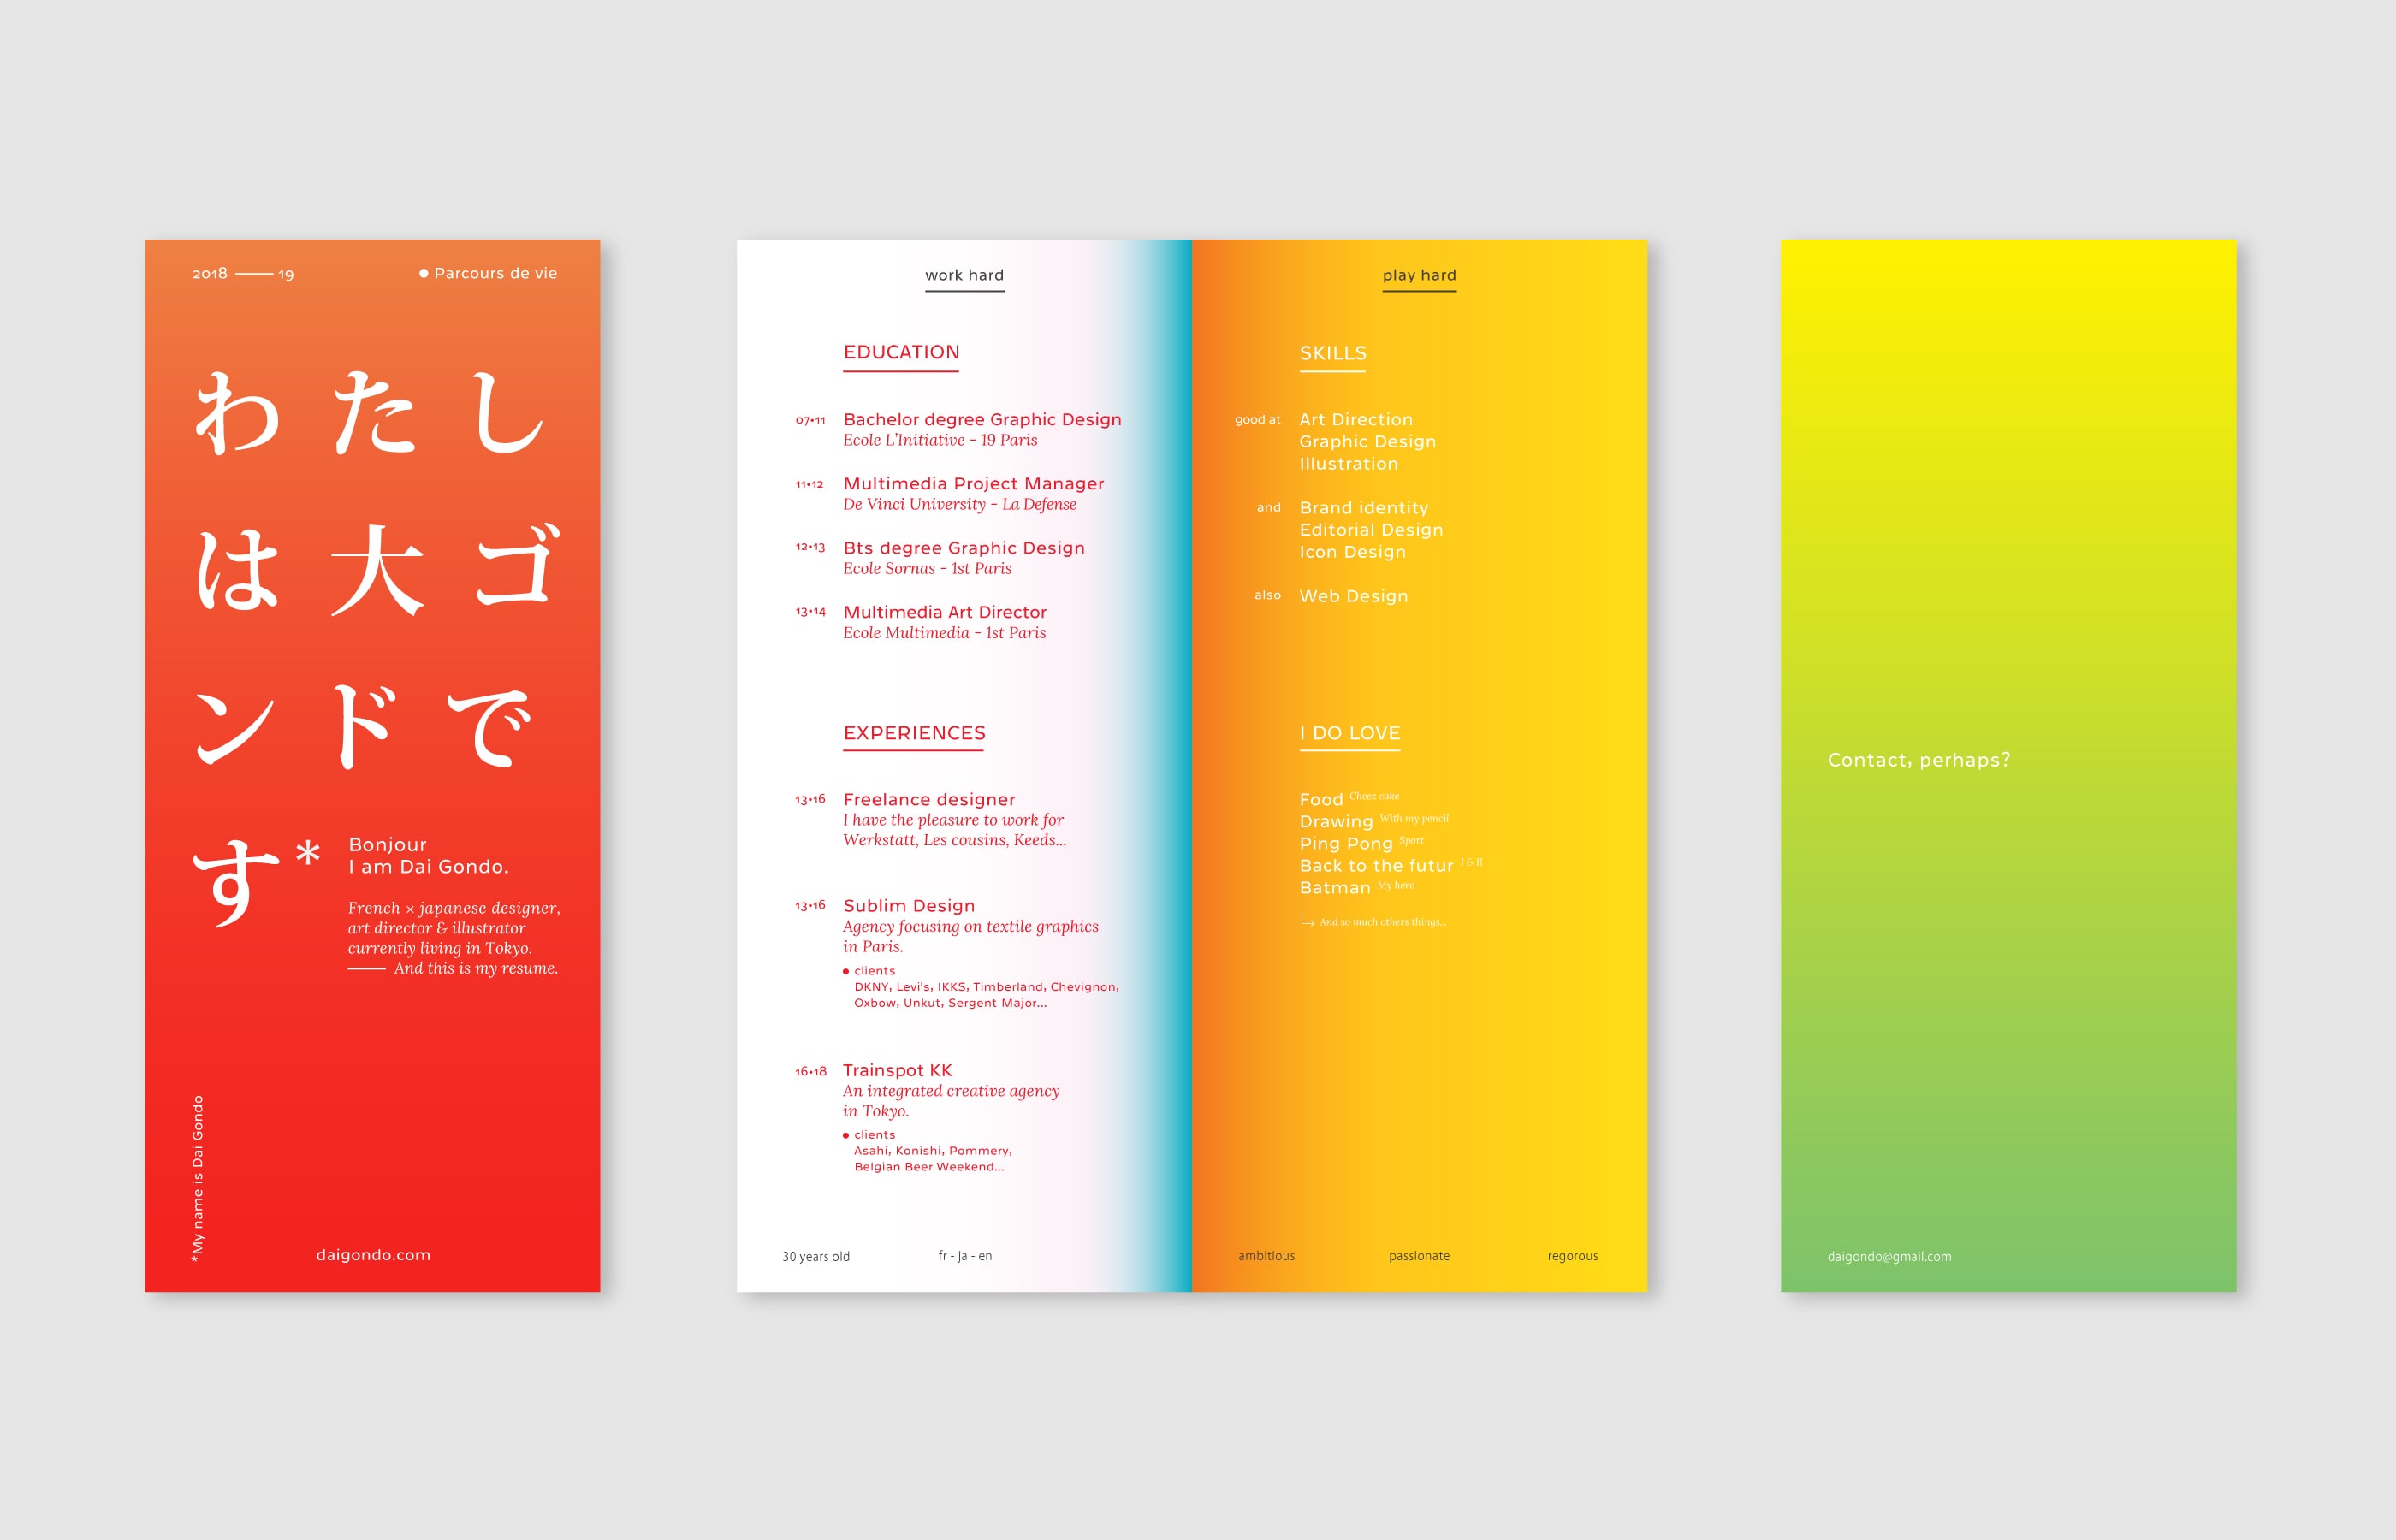 2018 —— 19
● Parcours de vie
わたし
は大ゴ
ンドで
す*
Bonjour
I am Dai Gondo.
French × japanese designer,
art director & illustrator
currently living in Tokyo.
—— And this is my resume.
*My name is Dai Gondo
daigondo.com
work hard
EDUCATION
07•11 Bachelor degree Graphic Design
Ecole L'Initiative - 19 Paris
11•12 Multimedia Project Manager
De Vinci University - La Defense
12•13 Bts degree Graphic Design
Ecole Sornas - 1st Paris
13•14 Multimedia Art Director
Ecole Multimedia - 1st Paris
EXPERIENCES
13•16 Freelance designer
I have the pleasure to work for
Werkstatt, Les cousins, Keeds...
13•16 Sublim Design
Agency focusing on textile graphics
in Paris.
● clients
DKNY, Levi's, IKKS, Timberland, Chevignon,
Oxbow, Unkut, Sergent Major...
16•18 Trainspot KK
An integrated creative agency
in Tokyo.
● clients
Asahi, Konishi, Pommery,
Belgian Beer Weekend...
30 years old
fr - ja - en
play hard
SKILLS
good at Art Direction
Graphic Design
Illustration
and Brand identity
Editorial Design
Icon Design
also Web Design
I DO LOVE
Food Cheez cake
Drawing With my pencil
Ping Pong Sport
Back to the futur I & II
Batman My hero
And so much others things...
ambitious
passionate
regorous
Contact, perhaps?
daigondo@gmail.com